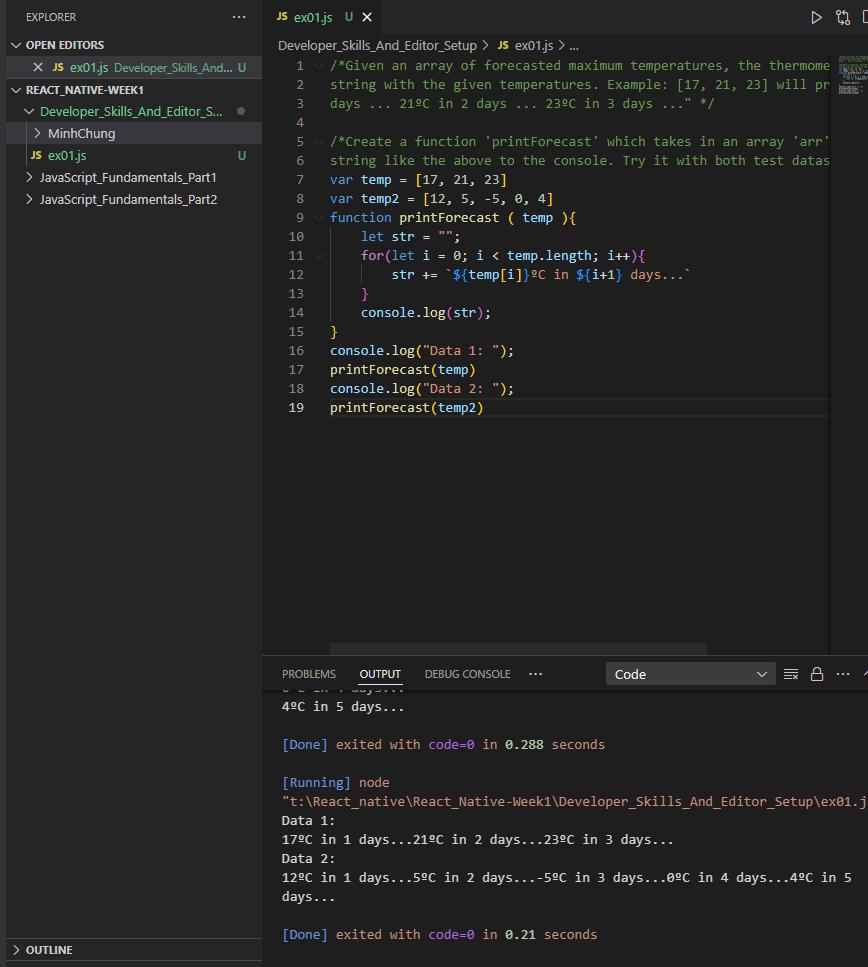 EXPLORER
OPEN EDITORS
JS ex01.js Developer_Skills_And... U
REACT_NATIVE-WEEK1
Developer_Skills_And_Editor_S...
MinhChung
JS ex01.js U
JavaScript_Fundamentals_Part1
JavaScript_Fundamentals_Part2
OUTLINE
JS ex01.js U
Developer_Skills_And_Editor_Setup > JS ex01.js > ...
1 /*Given an array of forecasted maximum temperatures, the thermome
2 string with the given temperatures. Example: [17, 21, 23] will pr
3 days ... 21ºC in 2 days ... 23ºC in 3 days ..." */
4
5 /*Create a function 'printForecast' which takes in an array 'arr'
6 string like the above to the console. Try it with both test datas
7 var temp = [17, 21, 23]
8 var temp2 = [12, 5, -5, 0, 4]
9 function printForecast ( temp ){
10 let str = "";
11 for(let i = 0; i < temp.length; i++){
12 str += `${temp[i]}ºC in ${i+1} days...`
13 }
14 console.log(str);
15 }
16 console.log("Data 1: ");
17 printForecast(temp)
18 console.log("Data 2: ");
19 printForecast(temp2)
PROBLEMS OUTPUT DEBUG CONSOLE ... Code
4ºC in 5 days...
[Done] exited with code=0 in 0.288 seconds
[Running] node
"t:\React_native\React_Native-Week1\Developer_Skills_And_Editor_Setup\ex01.j
Data 1:
17ºC in 1 days...21ºC in 2 days...23ºC in 3 days...
Data 2:
12ºC in 1 days...5ºC in 2 days...-5ºC in 3 days...0ºC in 4 days...4ºC in 5
days...
[Done] exited with code=0 in 0.21 seconds